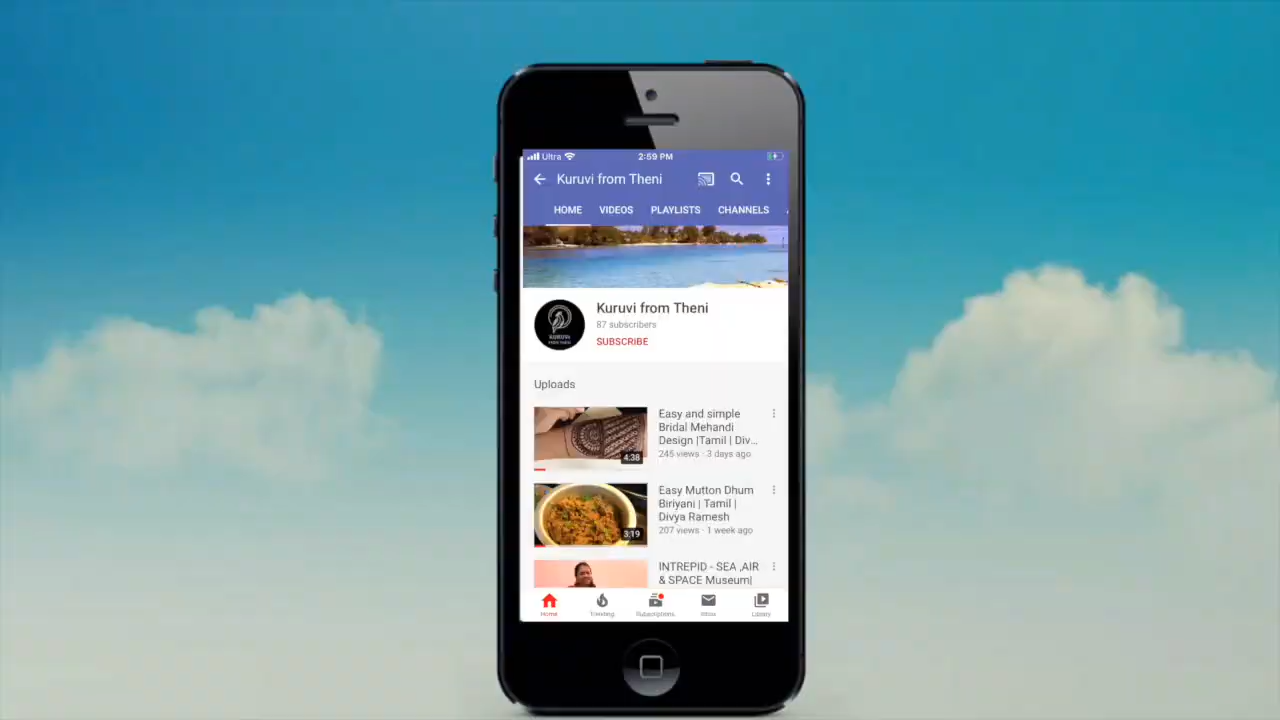 Ultra 2:59 PM
Kuruvi from Theni
HOME VIDEOS PLAYLISTS CHANNELS
Kuruvi from Theni
87 subscribers
SUBSCRIBE
Uploads
Easy and simple
Bridal Mehandi
Design |Tamil | Div...
246 views · 3 days ago
4:38
Easy Mutton Dhum
Biriyani | Tamil |
Divya Ramesh
207 views · 1 week ago
3:19
INTREPID - SEA ,AIR
& SPACE Museum|
Home Trending Subscriptions Inbox Library